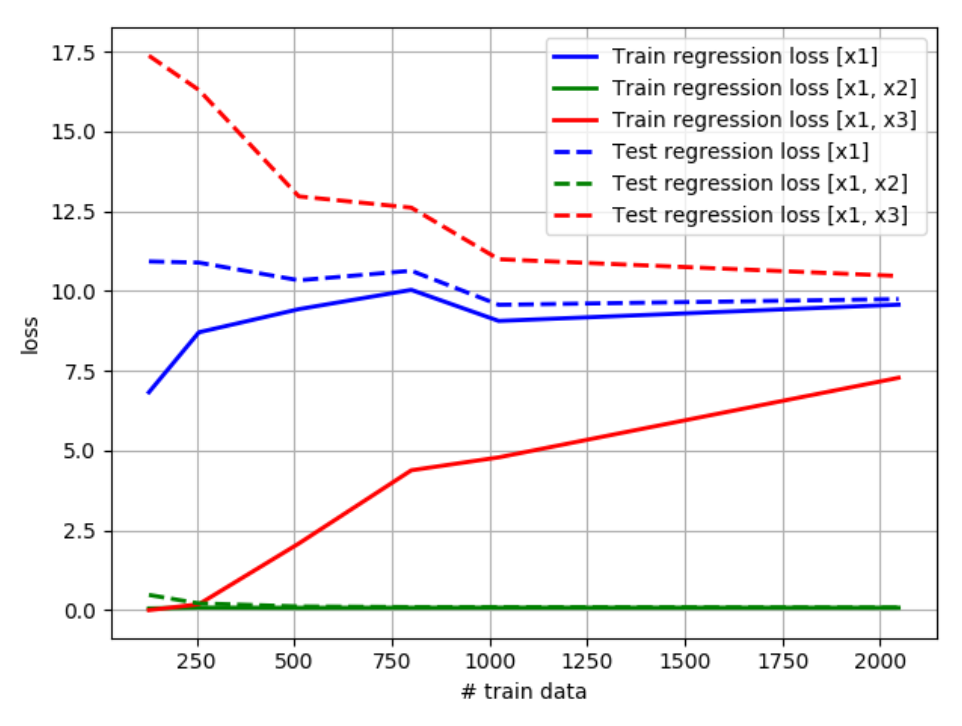 17.5
15.0
12.5
10.0
7.5
5.0
2.5
0.0
loss
Train regression loss [x1]
Train regression loss [x1, x2]
Train regression loss [x1, x3]
Test regression loss [x1]
Test regression loss [x1, x2]
Test regression loss [x1, x3]
250 500 750 1000 1250 1500 1750 2000
# train data